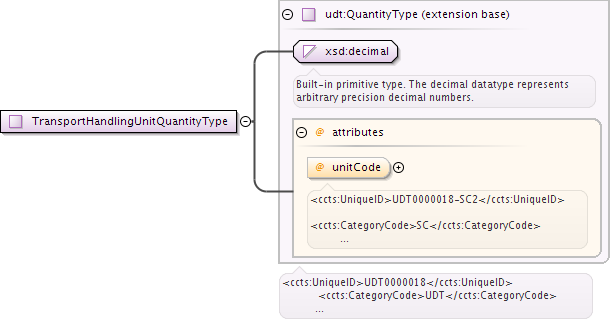 udt:QuantityType (extension base)
xsd:decimal
Built-in primitive type. The decimal datatype represents
arbitrary precision decimal numbers.
TransportHandlingUnitQuantityType
@ attributes
@ unitCode
<ccts:UniqueID>UDT0000018-SC2</ccts:UniqueID>
<ccts:CategoryCode>SC</ccts:CategoryCode>
...
<ccts:UniqueID>UDT0000018</ccts:UniqueID>
<ccts:CategoryCode>UDT</ccts:CategoryCode>
...